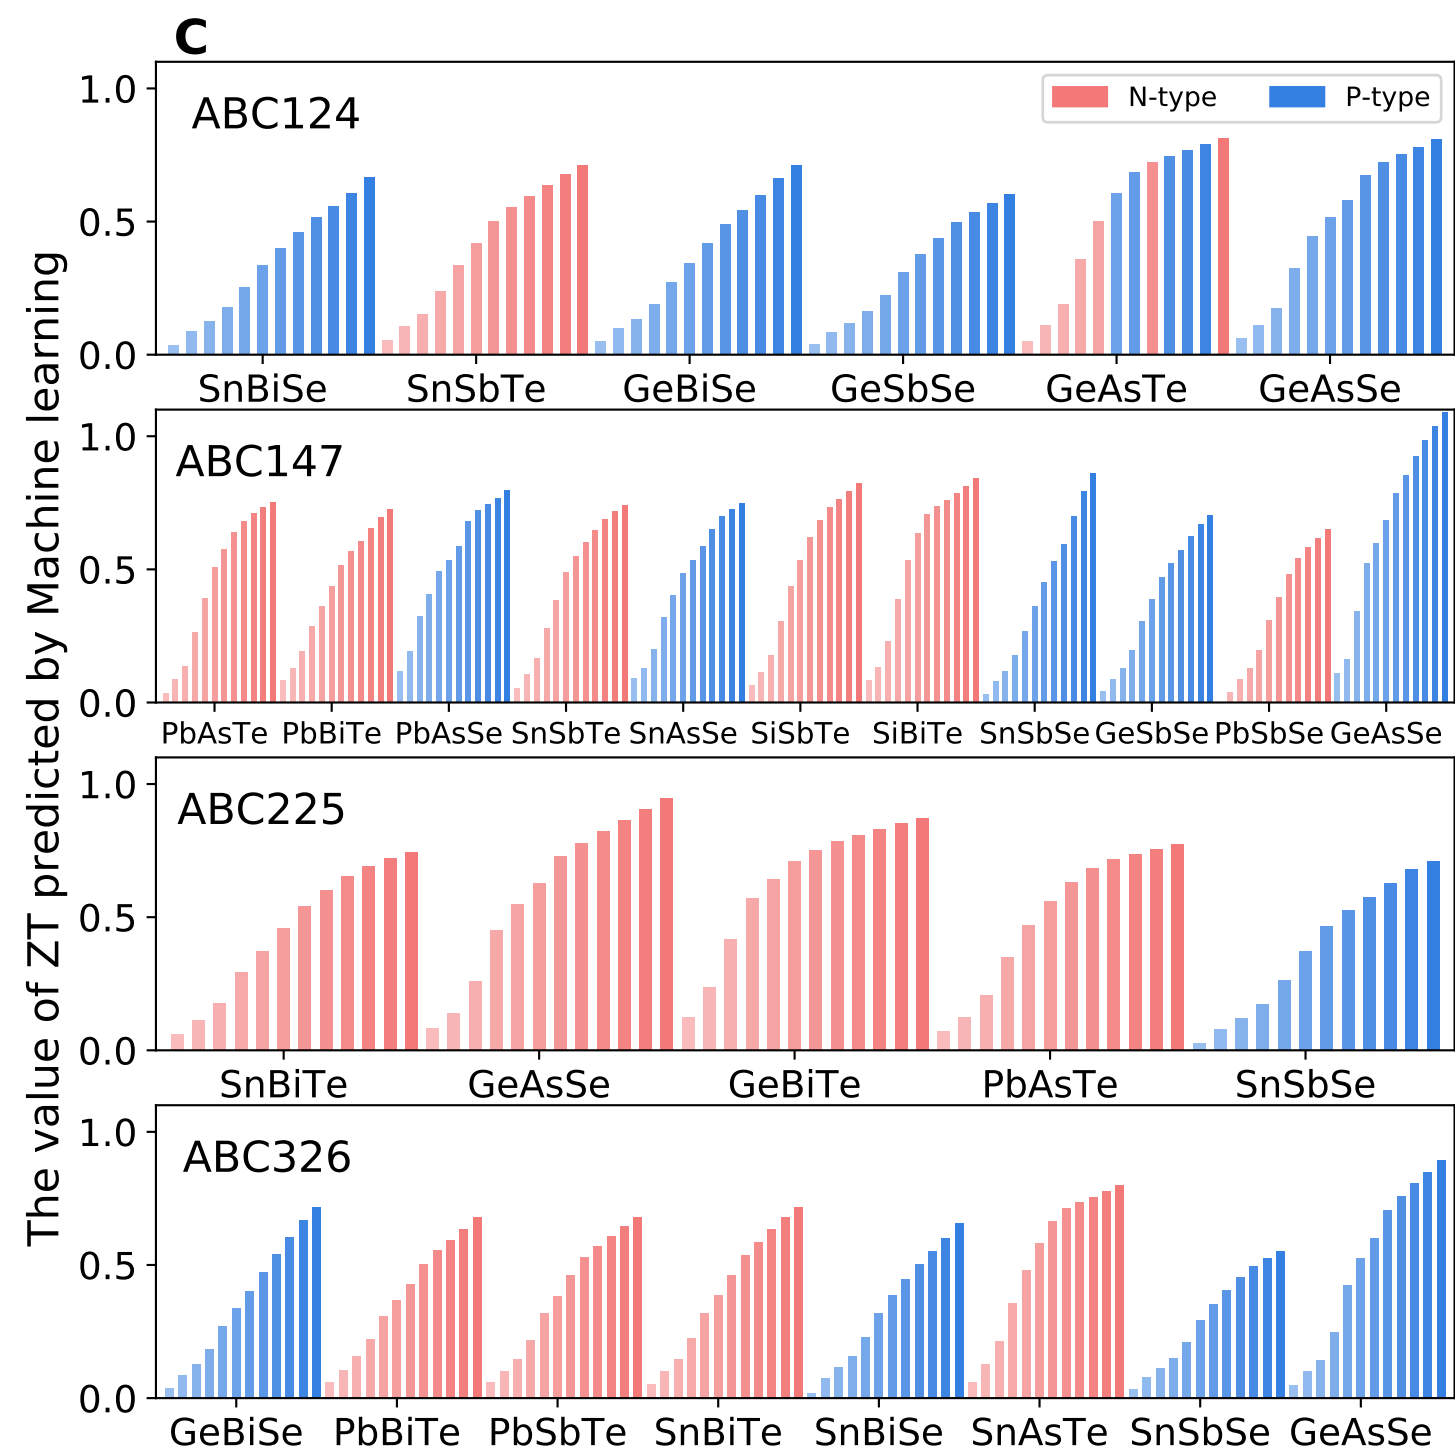 C
The value of ZT predicted by Machine learning
ABC124
N-type P-type
1.0
0.5
0.0
SnBiSe SnSbTe GeBiSe GeSbSe GeAsTe GeAsSe
ABC147
1.0
0.5
0.0
PbAsTe PbBiTe PbAsSe SnSbTe SnAsSe SiSbTe SiBiTe SnSbSe GeSbSe PbSbSe GeAsSe
ABC225
1.0
0.5
0.0
SnBiTe GeAsSe GeBiTe PbAsTe SnSbSe
ABC326
1.0
0.5
0.0
GeBiSe PbBiTe PbSbTe SnBiTe SnBiSe SnAsTe SnSbSe GeAsSe